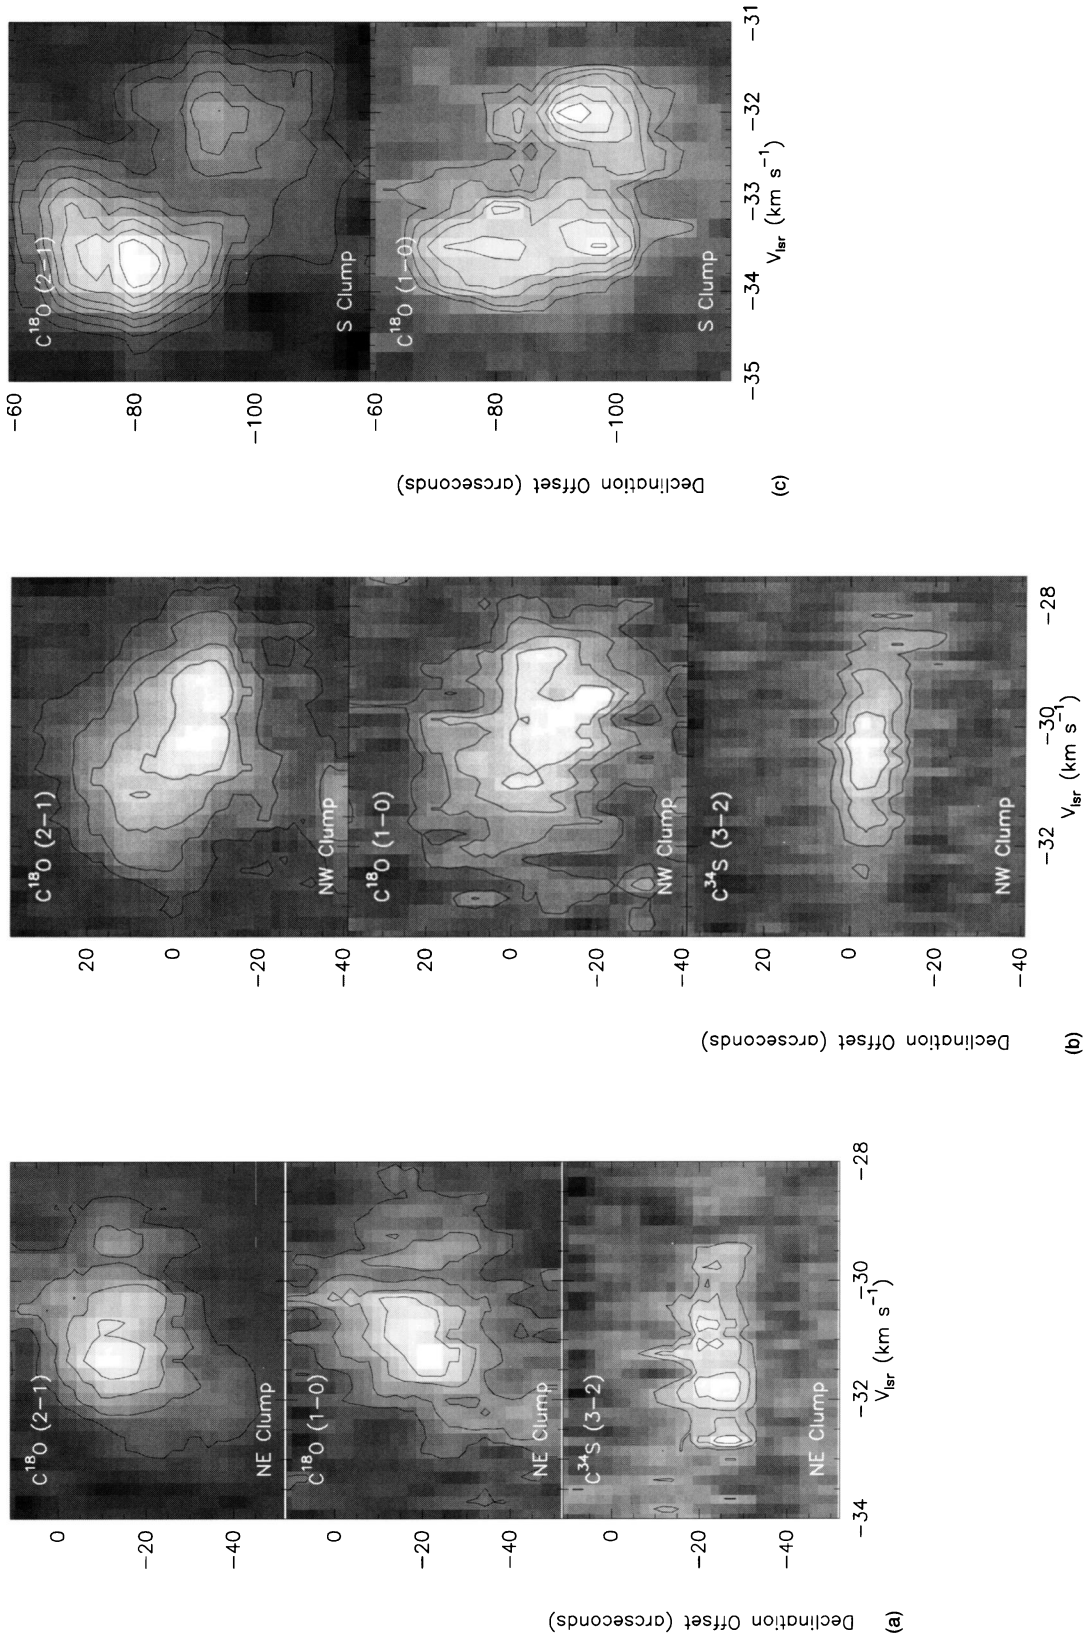 C18O (2−1)
NE Clump
C18O (1−0)
NE Clump
C34S (3−2)
NE Clump
0
−20
−40
0
−20
−40
0
−20
−40
−34
−32
−30
−28
Vlsr (km s−1)
Declination Offset (arcseconds)
(a)
C18O (2−1)
NW Clump
C18O (1−0)
NW Clump
C34S (3−2)
NW Clump
20
0
−20
−40
20
0
−20
−40
20
0
−20
−40
−32
−30
−28
Vlsr (km s−1)
Declination Offset (arcseconds)
(b)
C18O (2−1)
S Clump
C18O (1−0)
S Clump
−60
−80
−100
−60
−80
−100
−35
−34
−33
−32
−31
Vlsr (km s−1)
Declination Offset (arcseconds)
(c)